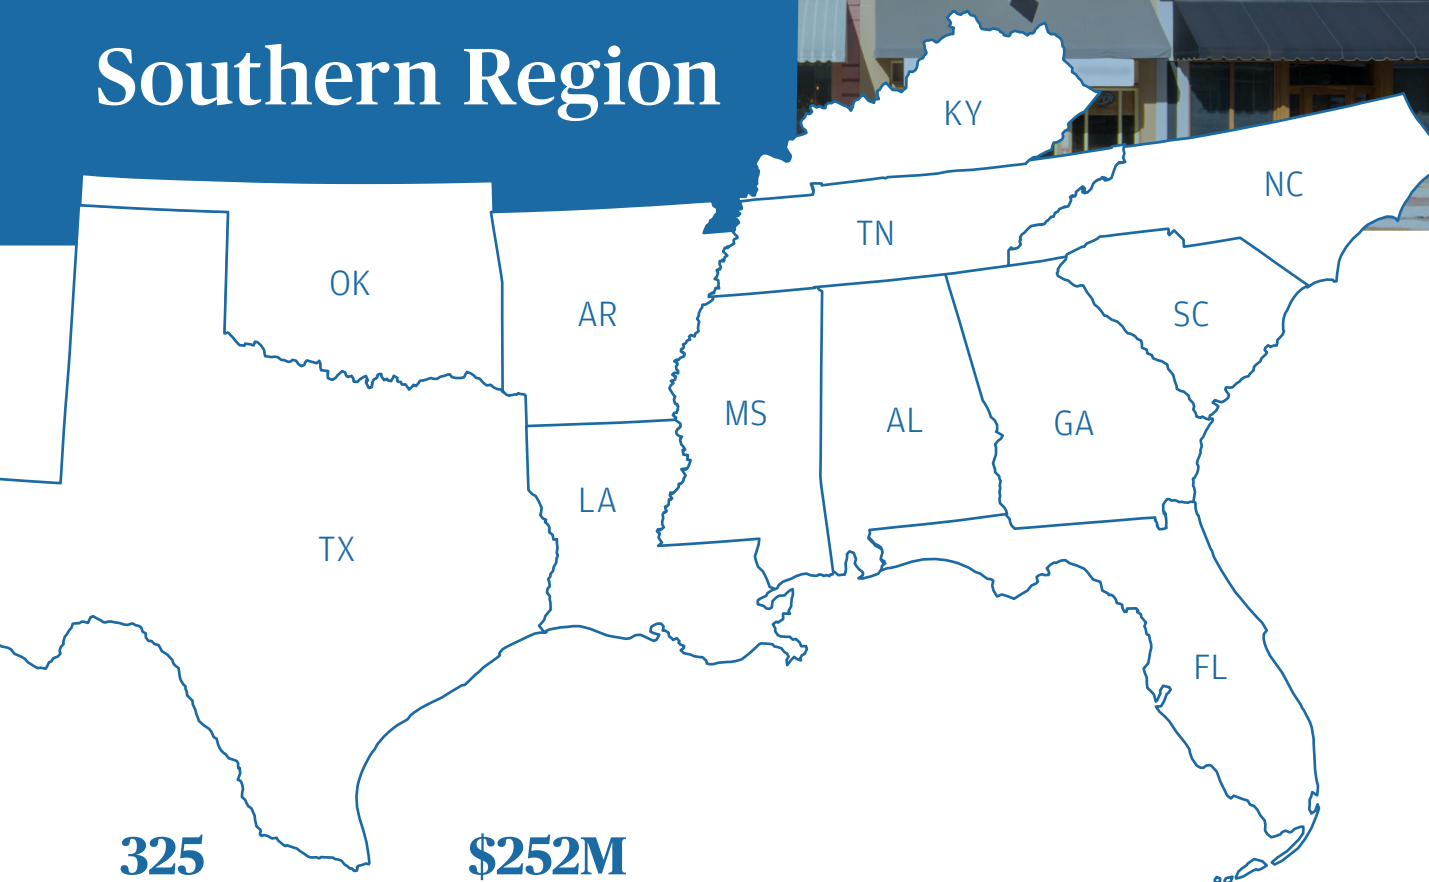 Southern Region
KY
NC
TN
OK
AR
SC
MS
AL
GA
LA
TX
FL
325
$252M